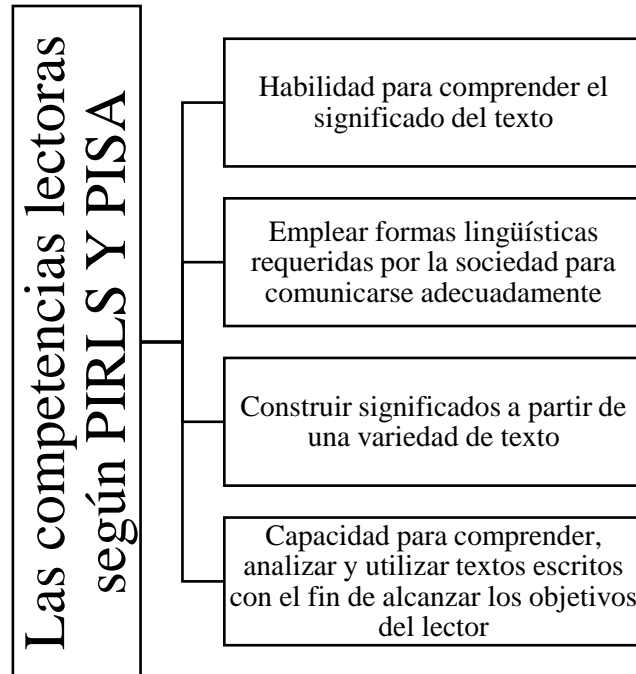 Las competencias lectoras
según PIRLS Y PISA
Habilidad para comprender el
significado del texto
Emplear formas lingüísticas
requeridas por la sociedad para
comunicarse adecuadamente
Construir significados a partir de
una variedad de texto
Capacidad para comprender,
analizar y utilizar textos escritos
con el fin de alcanzar los objetivos
del lector